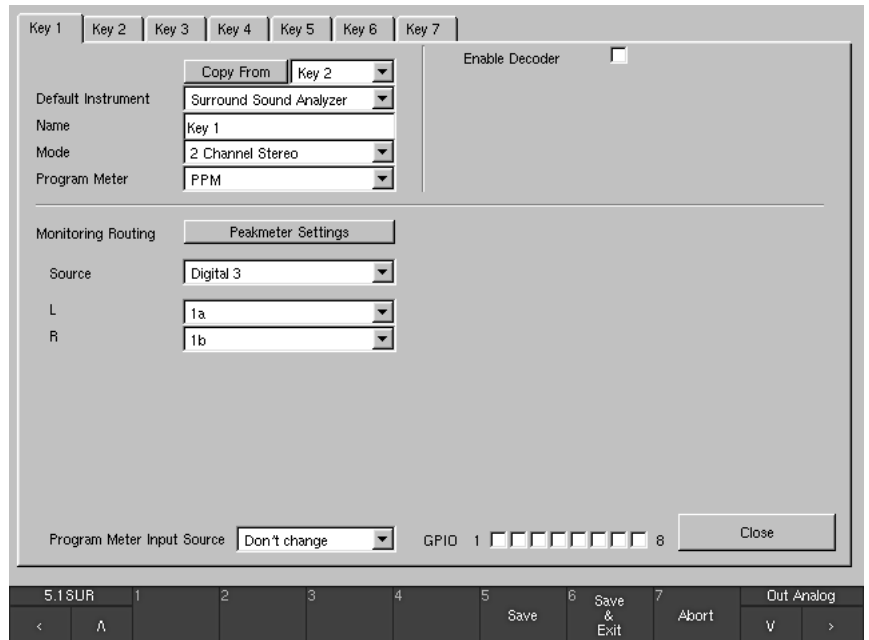 Key 1 Key 2 Key 3 Key 4 Key 5 Key 6 Key 7
Copy From Key 2
Enable Decoder
Default Instrument Surround Sound Analyzer
Name Key 1
Mode 2 Channel Stereo
Program Meter PPM
Monitoring Routing Peakmeter Settings
Source Digital 3
L 1a
R 1b
Program Meter Input Source Don't change GPIO 1 8 Close
5.1SUR 1 2 3 4 5 Save 6 Save & Exit 7 Abort Out Analog
< Λ V >